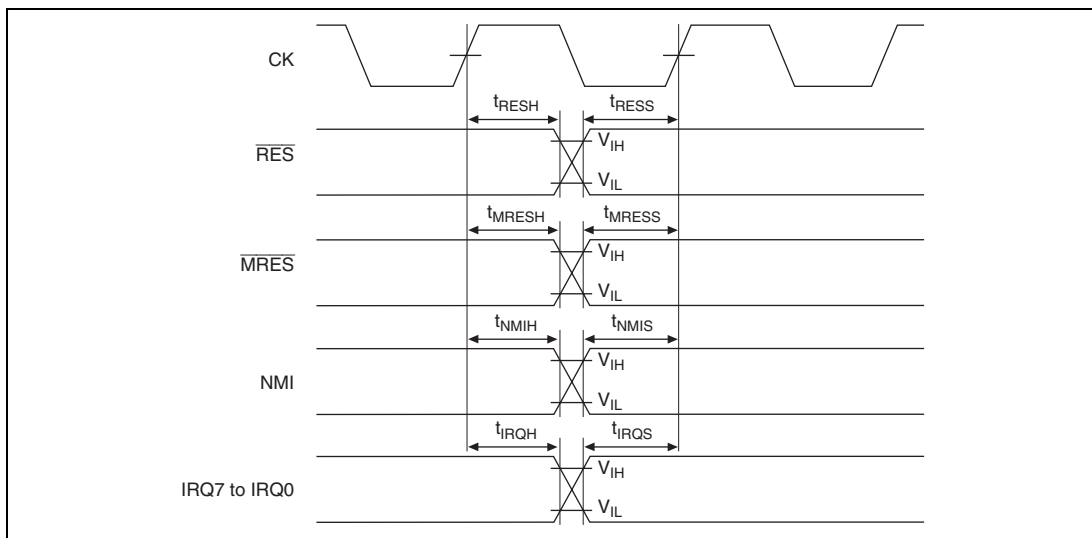 CK
tRESH tRESS
RES
VIH
VIL
tMRESH tMRESS
MRES
VIH
VIL
tNMIH tNMIS
NMI
VIH
VIL
tIRQH tIRQS
IRQ7 to IRQ0
VIH
VIL